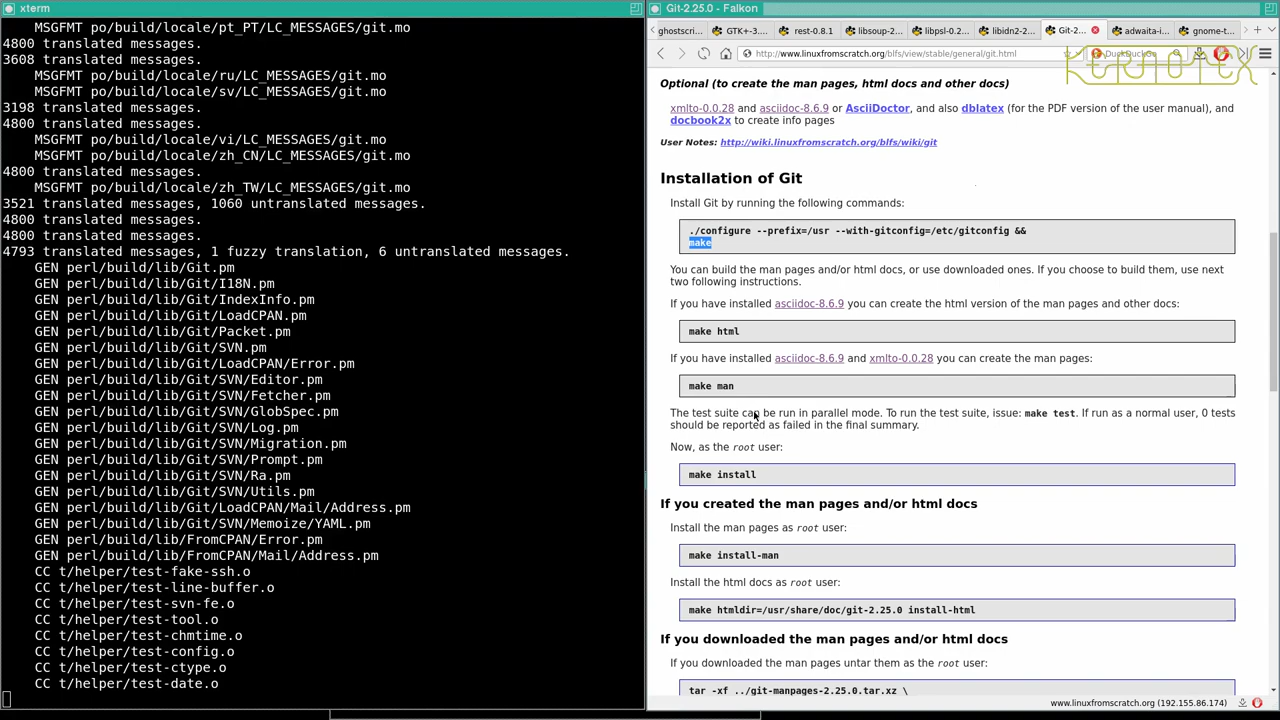 xterm
MSGFMT po/build/locale/pt_PT/LC_MESSAGES/git.mo
4800 translated messages.
3608 translated messages.
MSGFMT po/build/locale/ru/LC_MESSAGES/git.mo
MSGFMT po/build/locale/sv/LC_MESSAGES/git.mo
3198 translated messages.
4800 translated messages.
MSGFMT po/build/locale/vi/LC_MESSAGES/git.mo
MSGFMT po/build/locale/zh_CN/LC_MESSAGES/git.mo
4800 translated messages.
MSGFMT po/build/locale/zh_TW/LC_MESSAGES/git.mo
3521 translated messages, 1060 untranslated messages.
4800 translated messages.
4800 translated messages.
4793 translated messages, 1 fuzzy translation, 6 untranslated messages.
GEN perl/build/lib/Git.pm
GEN perl/build/lib/Git/I18N.pm
GEN perl/build/lib/Git/IndexInfo.pm
GEN perl/build/lib/Git/LoadCPAN.pm
GEN perl/build/lib/Git/Packet.pm
GEN perl/build/lib/Git/SVN.pm
GEN perl/build/lib/Git/LoadCPAN/Error.pm
GEN perl/build/lib/Git/SVN/Editor.pm
GEN perl/build/lib/Git/SVN/Fetcher.pm
GEN perl/build/lib/Git/SVN/GlobSpec.pm
GEN perl/build/lib/Git/SVN/Log.pm
GEN perl/build/lib/Git/SVN/Migration.pm
GEN perl/build/lib/Git/SVN/Prompt.pm
GEN perl/build/lib/Git/SVN/Ra.pm
GEN perl/build/lib/Git/SVN/Utils.pm
GEN perl/build/lib/Git/LoadCPAN/Mail/Address.pm
GEN perl/build/lib/Git/SVN/Memoize/YAML.pm
GEN perl/build/lib/FromCPAN/Error.pm
GEN perl/build/lib/FromCPAN/Mail/Address.pm
CC t/helper/test-fake-ssh.o
CC t/helper/test-line-buffer.o
CC t/helper/test-svn-fe.o
CC t/helper/test-tool.o
CC t/helper/test-chmtime.o
CC t/helper/test-config.o
CC t/helper/test-ctype.o
CC t/helper/test-date.o
Git-2.25.0 - Falkon
ghostscri... GTK+-3.... rest-0.8.1 libsoup-2.... libpsl-0.2... libidn2-2... Git-2... adwaita-i... gnome-t...
http://www.linuxfromscratch.org/blfs/view/stable/general/git.html DuckDuckGo
KERNOTEX
Optional (to create the man pages, html docs and other docs)
xmlto-0.0.28 and asciidoc-8.6.9 or AsciiDoctor, and also dblatex (for the PDF version of the user manual), and
docbook2x to create info pages
User Notes: http://wiki.linuxfromscratch.org/blfs/wiki/git
Installation of Git
Install Git by running the following commands:
./configure --prefix=/usr --with-gitconfig=/etc/gitconfig &&
make
You can build the man pages and/or html docs, or use downloaded ones. If you choose to build them, use next
two following instructions.
If you have installed asciidoc-8.6.9 you can create the html version of the man pages and other docs:
make html
If you have installed asciidoc-8.6.9 and xmlto-0.0.28 you can create the man pages:
make man
The test suite can be run in parallel mode. To run the test suite, issue: make test. If run as a normal user, 0 tests
should be reported as failed in the final summary.
Now, as the root user:
make install
If you created the man pages and/or html docs
Install the man pages as root user:
make install-man
Install the html docs as root user:
make htmldir=/usr/share/doc/git-2.25.0 install-html
If you downloaded the man pages and/or html docs
If you downloaded the man pages untar them as the root user:
tar -xf ../git-manpages-2.25.0.tar.xz \
www.linuxfromscratch.org (192.155.86.174)